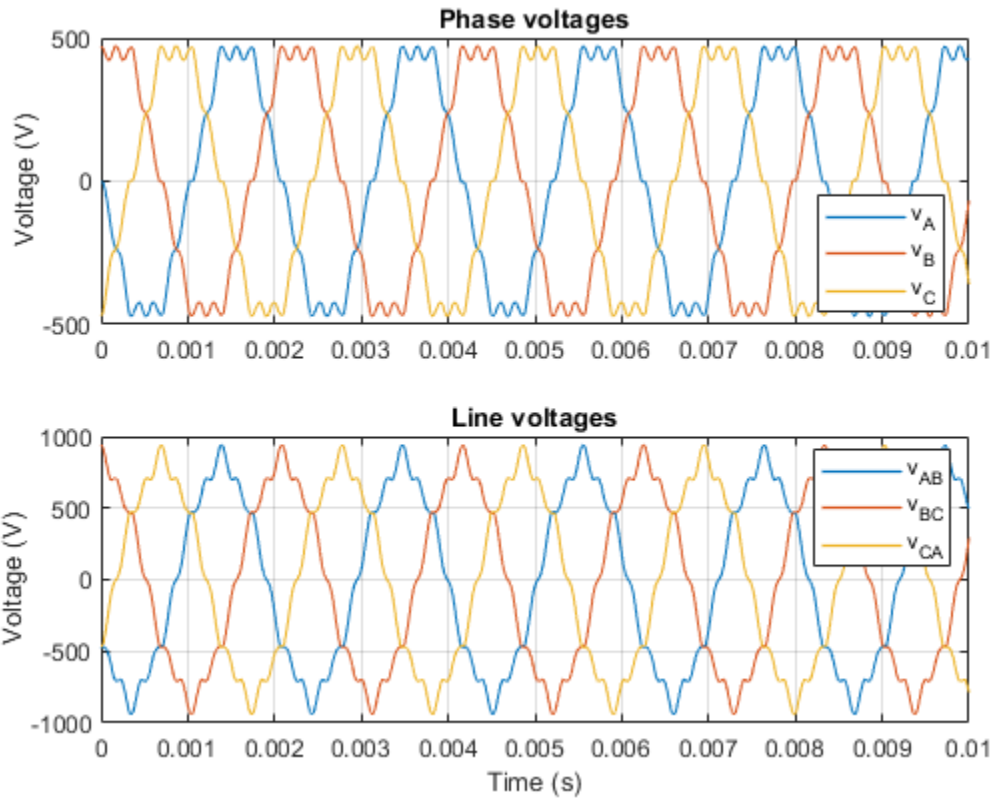 Phase voltages
500
0
-500
Voltage (V)
v_A
v_B
v_C
0 0.001 0.002 0.003 0.004 0.005 0.006 0.007 0.008 0.009 0.01
Line voltages
1000
500
0
-500
-1000
Voltage (V)
v_AB
v_BC
v_CA
0 0.001 0.002 0.003 0.004 0.005 0.006 0.007 0.008 0.009 0.01
Time (s)